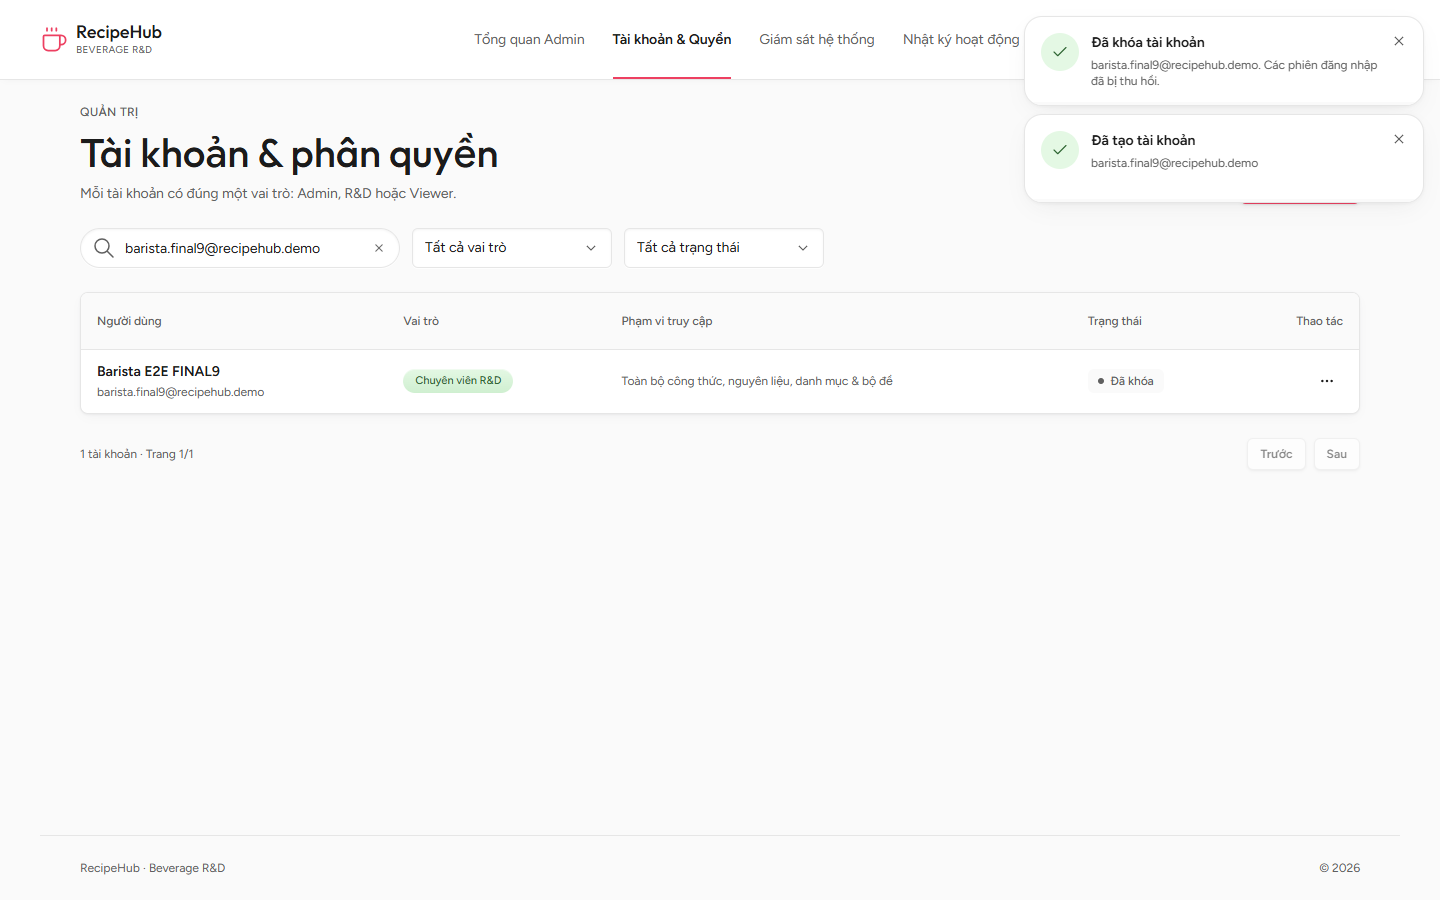 RecipeHub
BEVERAGE R&D
Tổng quan Admin
Tài khoản & Quyền
Giám sát hệ thống
Nhật ký hoạt động
Đã khóa tài khoản
barista.final9@recipehub.demo. Các phiên đăng nhập
đã bị thu hồi.
Đã tạo tài khoản
barista.final9@recipehub.demo
QUẢN TRỊ
Tài khoản & phân quyền
Mỗi tài khoản có đúng một vai trò: Admin, R&D hoặc Viewer.
barista.final9@recipehub.demo
Tất cả vai trò
Tất cả trạng thái
Người dùng
Vai trò
Phạm vi truy cập
Trạng thái
Thao tác
Barista E2E FINAL9
barista.final9@recipehub.demo
Chuyên viên R&D
Toàn bộ công thức, nguyên liệu, danh mục & bộ đề
Đã khóa
1 tài khoản · Trang 1/1
Trước
Sau
RecipeHub · Beverage R&D
© 2026